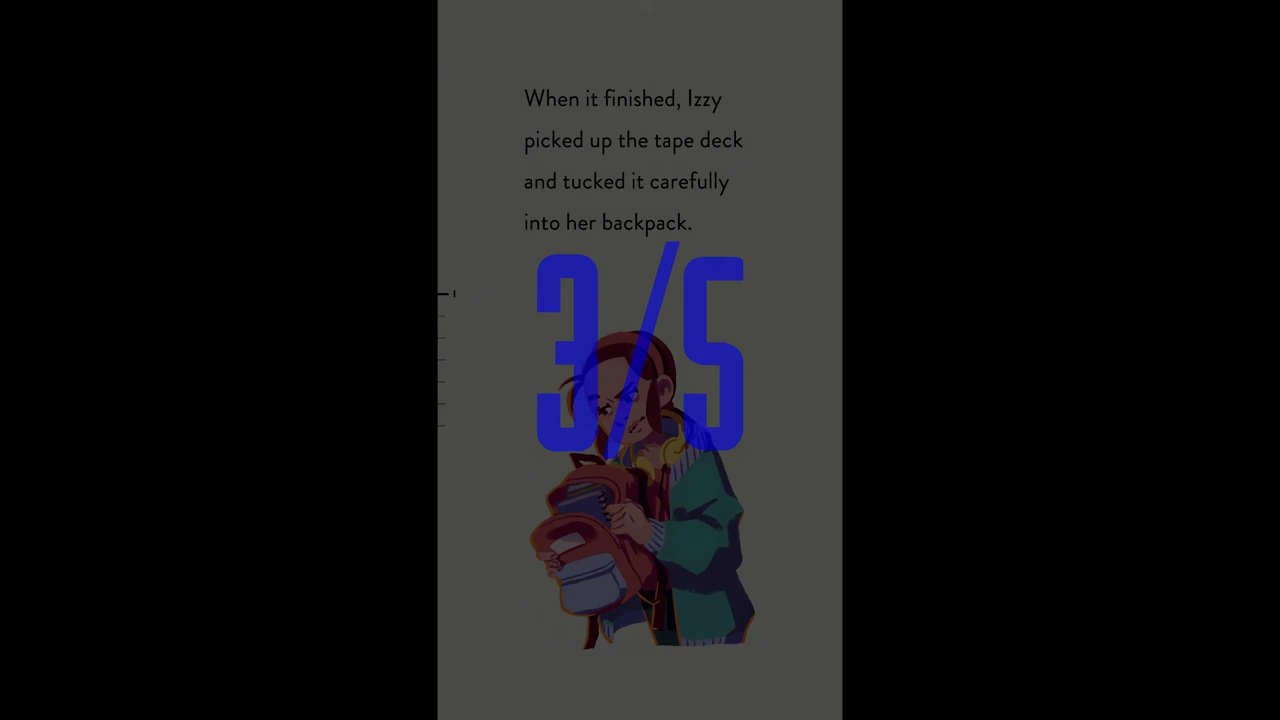 When it finished, Izzy
picked up the tape deck
and tucked it carefully
into her backpack.
3/5